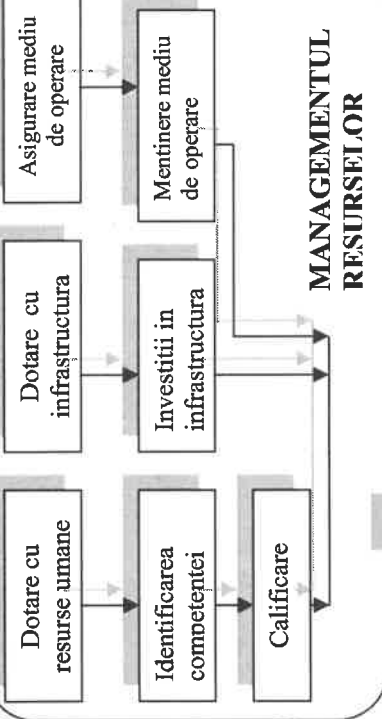 Dotare cu
resurse umane
Dotare cu
infrastructura
Asigurare mediu
de operare
Identificarea
competentei
Investitii in
infrastructura
Mentinere mediu
de operare
Calificare
MANAGEMENTUL
RESURSELOR